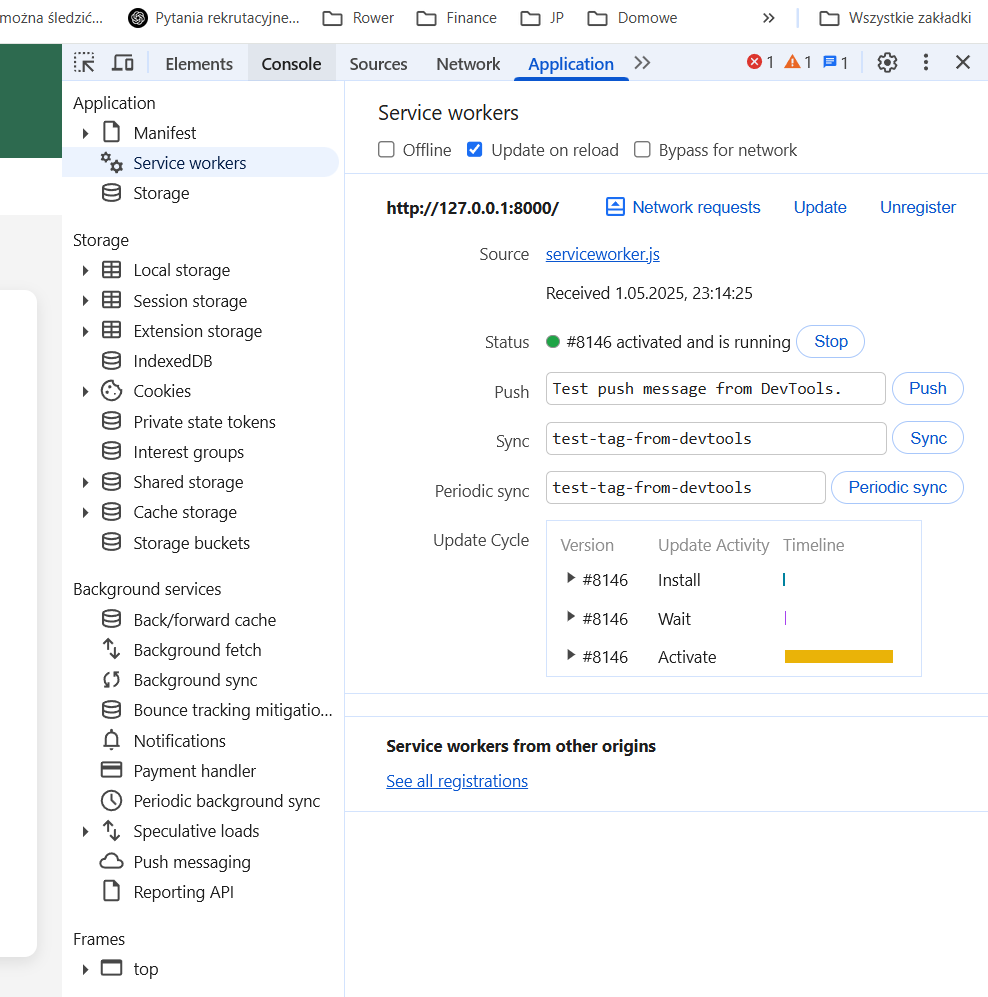 można śledzić... Pytania rekrutacyjne... Rower Finance JP Domowe » Wszystkie zakładki
Elements Console Sources Network Application 1 1 1
Application
Manifest
Service workers
Storage
Storage
Local storage
Session storage
Extension storage
IndexedDB
Cookies
Private state tokens
Interest groups
Shared storage
Cache storage
Storage buckets
Background services
Back/forward cache
Background fetch
Background sync
Bounce tracking mitigatio...
Notifications
Payment handler
Periodic background sync
Speculative loads
Push messaging
Reporting API
Frames
top
Service workers
Offline Update on reload Bypass for network
http://127.0.0.1:8000/ Network requests Update Unregister
Source serviceworker.js
Received 1.05.2025, 23:14:25
Status #8146 activated and is running Stop
Push Test push message from DevTools. Push
Sync test-tag-from-devtools Sync
Periodic sync test-tag-from-devtools Periodic sync
Update Cycle Version Update Activity Timeline
#8146 Install
#8146 Wait
#8146 Activate
Service workers from other origins
See all registrations